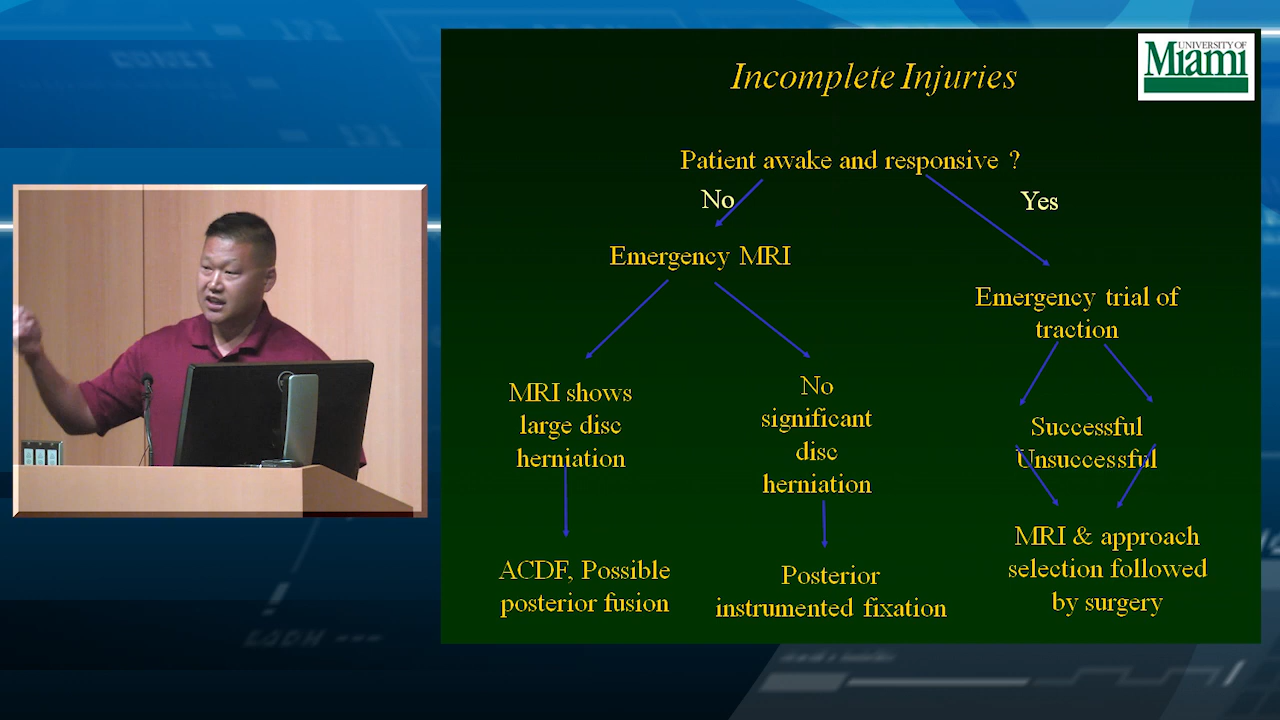 UNIVERSITY OF
Miami
Incomplete Injuries
Patient awake and responsive ?
No
Yes
Emergency MRI
Emergency trial of
traction
MRI shows
large disc
herniation
No
significant
disc
herniation
Successful
Unsuccessful
ACDF, Possible
posterior fusion
Posterior
instrumented fixation
MRI & approach
selection followed
by surgery